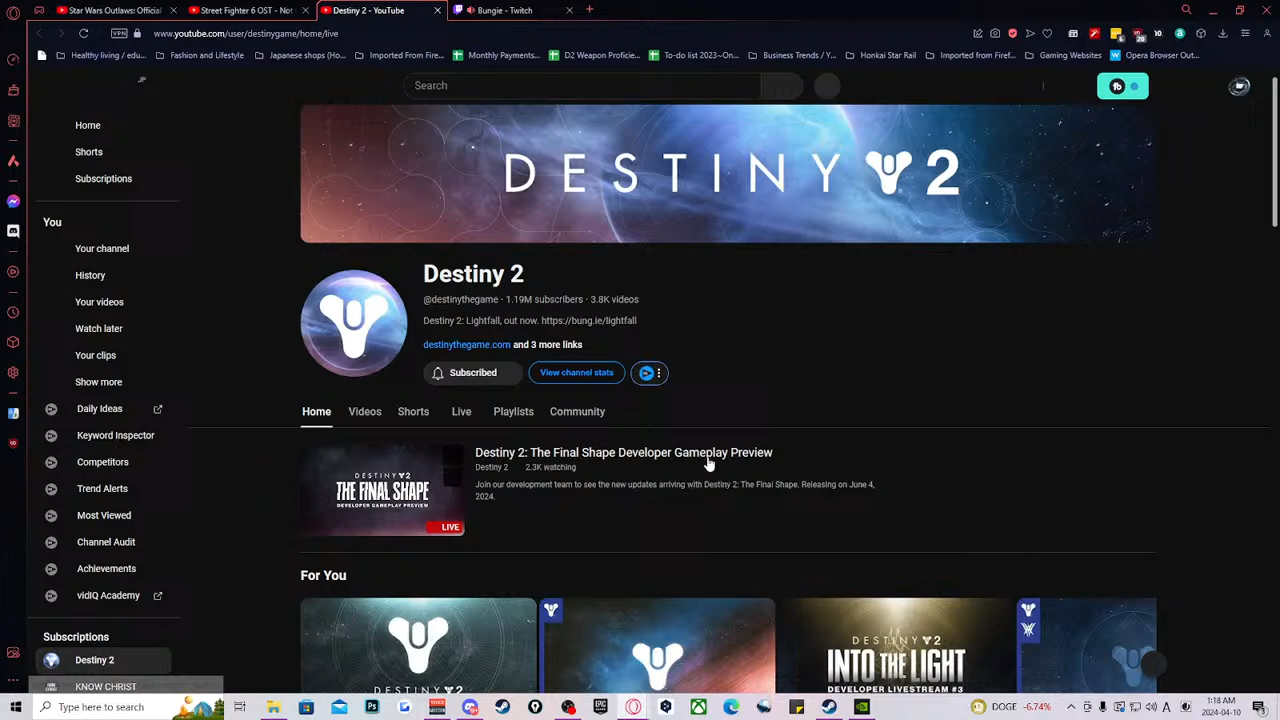 Star Wars Outlaws: Official
Street Fighter 6 OST - Not
Destiny 2 - YouTube
Bungie - Twitch
VPN
www.youtube.com/user/destinygame/home/live
Healthy living / edu...
Fashion and Lifestyle
Japanese shops (Ho...
Imported From Fire...
Monthly Payments...
D2 Weapon Proficie...
To-do list 2023~On...
Business Trends / Y...
Honkai Star Rail
Imported from Firef...
Gaming Websites
Opera Browser Out...
JP
Search
Home
Shorts
Subscriptions
You
Your channel
History
Your videos
Watch later
Your clips
Show more
Daily Ideas
Keyword Inspector
Competitors
Trend Alerts
Most Viewed
Channel Audit
Achievements
vidIQ Academy
Subscriptions
Destiny 2
KNOW CHRIST
DESTINY 2
Destiny 2
@destinythegame · 1.19M subscribers · 3.8K videos
Destiny 2: Lightfall, out now. https://bung.ie/lightfall
destinythegame.com and 3 more links
Subscribed
View channel stats
Home
Videos
Shorts
Live
Playlists
Community
DESTINY 2
THE FINAL SHAPE
DEVELOPER GAMEPLAY PREVIEW
LIVE
Destiny 2: The Final Shape Developer Gameplay Preview
Destiny 2 2.3K watching
Join our development team to see the new updates arriving with Destiny 2: The Final Shape. Releasing on June 4,
2024.
For You
DESTINY 2
DESTINY 2
INTO THE LIGHT
DEVELOPER LIVESTREAM #3
Type here to search
DOGE -6.74%
1:18 AM
2024-04-10